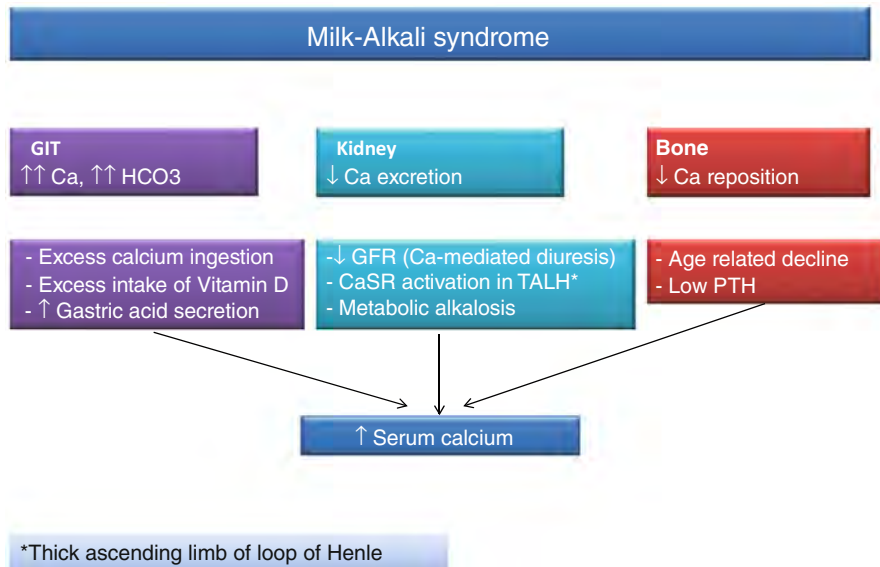 Milk-Alkali syndrome
GIT
↑↑ Ca, ↑↑ HCO3
Kidney
↓ Ca excretion
Bone
↓ Ca reposition
- Excess calcium ingestion
- Excess intake of Vitamin D
- ↑ Gastric acid secretion
-↓ GFR (Ca-mediated diuresis)
- CaSR activation in TALH*
- Metabolic alkalosis
- Age related decline
- Low PTH
↑ Serum calcium
*Thick ascending limb of loop of Henle